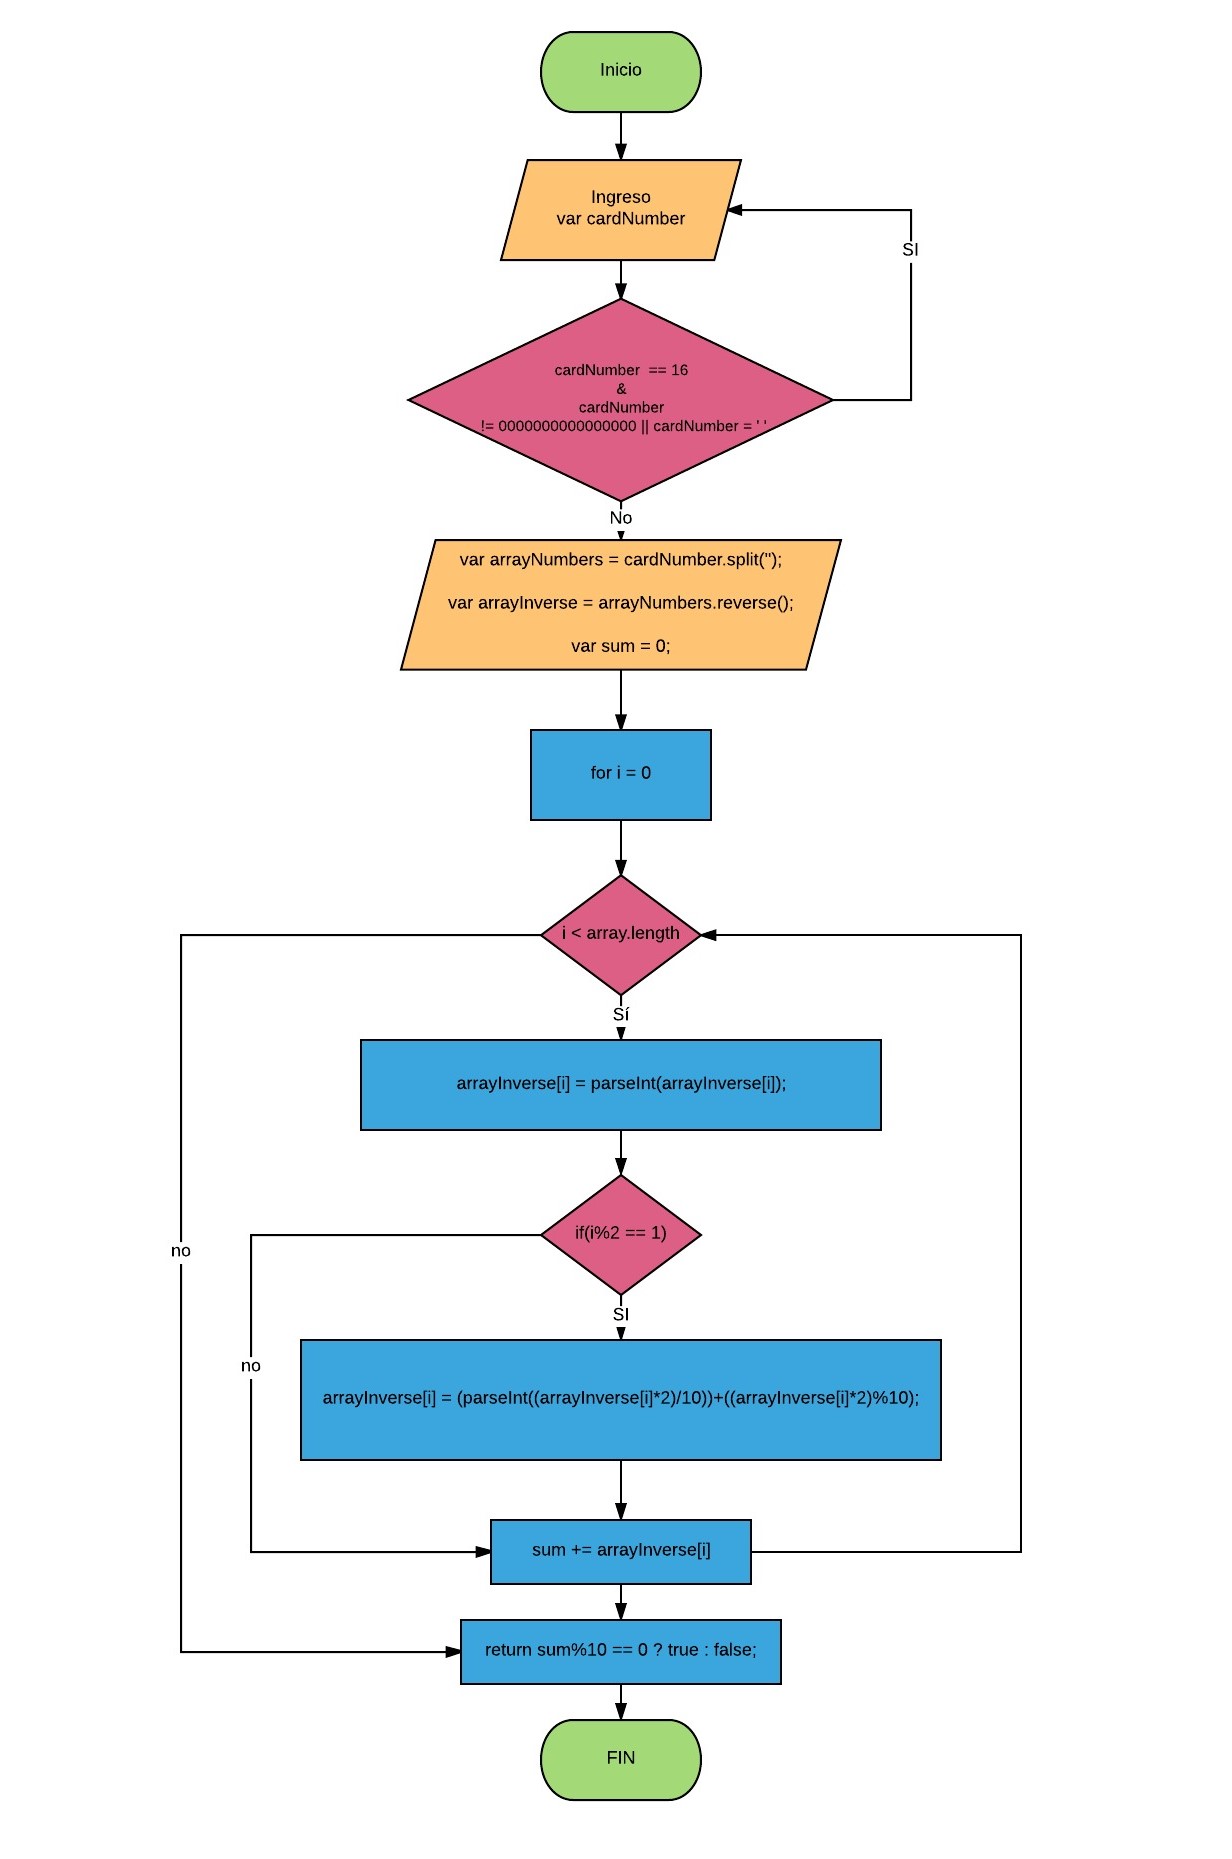 Inicio
Ingreso
var cardNumber
SI
cardNumber == 16
&
cardNumber
!= 0000000000000000 || cardNumber = ' '
No
var arrayNumbers = cardNumber.split('');
var arrayInverse = arrayNumbers.reverse();
var sum = 0;
for i = 0
i < array.length
Sí
arrayInverse[i] = parseInt(arrayInverse[i]);
if(i%2 == 1)
no
SI
no
arrayInverse[i] = (parseInt((arrayInverse[i]*2)/10))+((arrayInverse[i]*2)%10);
sum += arrayInverse[i]
return sum%10 == 0 ? true : false;
FIN